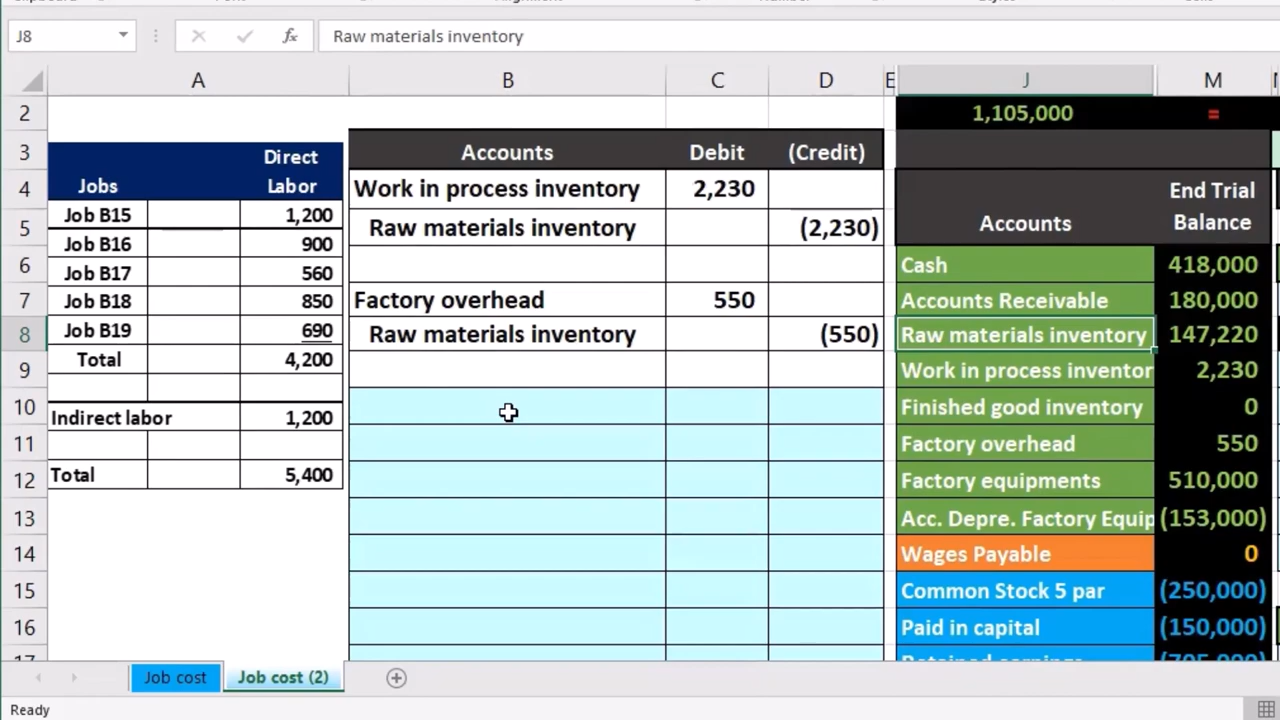 J8
fx
Raw materials inventory
A B C D E J M
2 1,105,000 =
3 Direct Accounts Debit (Credit)
Jobs Labor End Trial
4 Job B15 1,200 Work in process inventory 2,230 Accounts Balance
5 Job B16 900 Raw materials inventory (2,230)
6 Job B17 560 Cash 418,000
7 Job B18 850 Factory overhead 550 Accounts Receivable 180,000
8 Job B19 690 Raw materials inventory (550) Raw materials inventory 147,220
9 Total 4,200 Work in process inventor 2,230
10 Indirect labor 1,200 Finished good inventory 0
11 Factory overhead 550
12 Total 5,400 Factory equipments 510,000
13 Acc. Depre. Factory Equip (153,000)
14 Wages Payable 0
15 Common Stock 5 par (250,000)
16 Paid in capital (150,000)
Job cost Job cost (2)
Ready